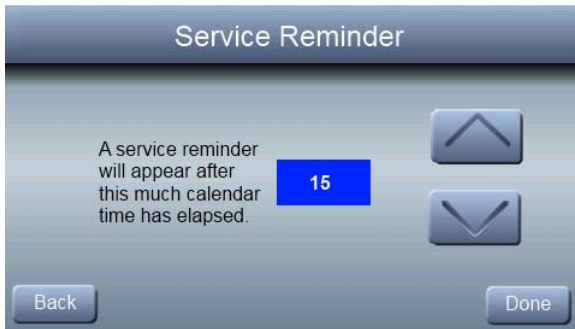 Service Reminder
A service reminder
will appear after
this much calendar
time has elapsed.
15
Back
Done